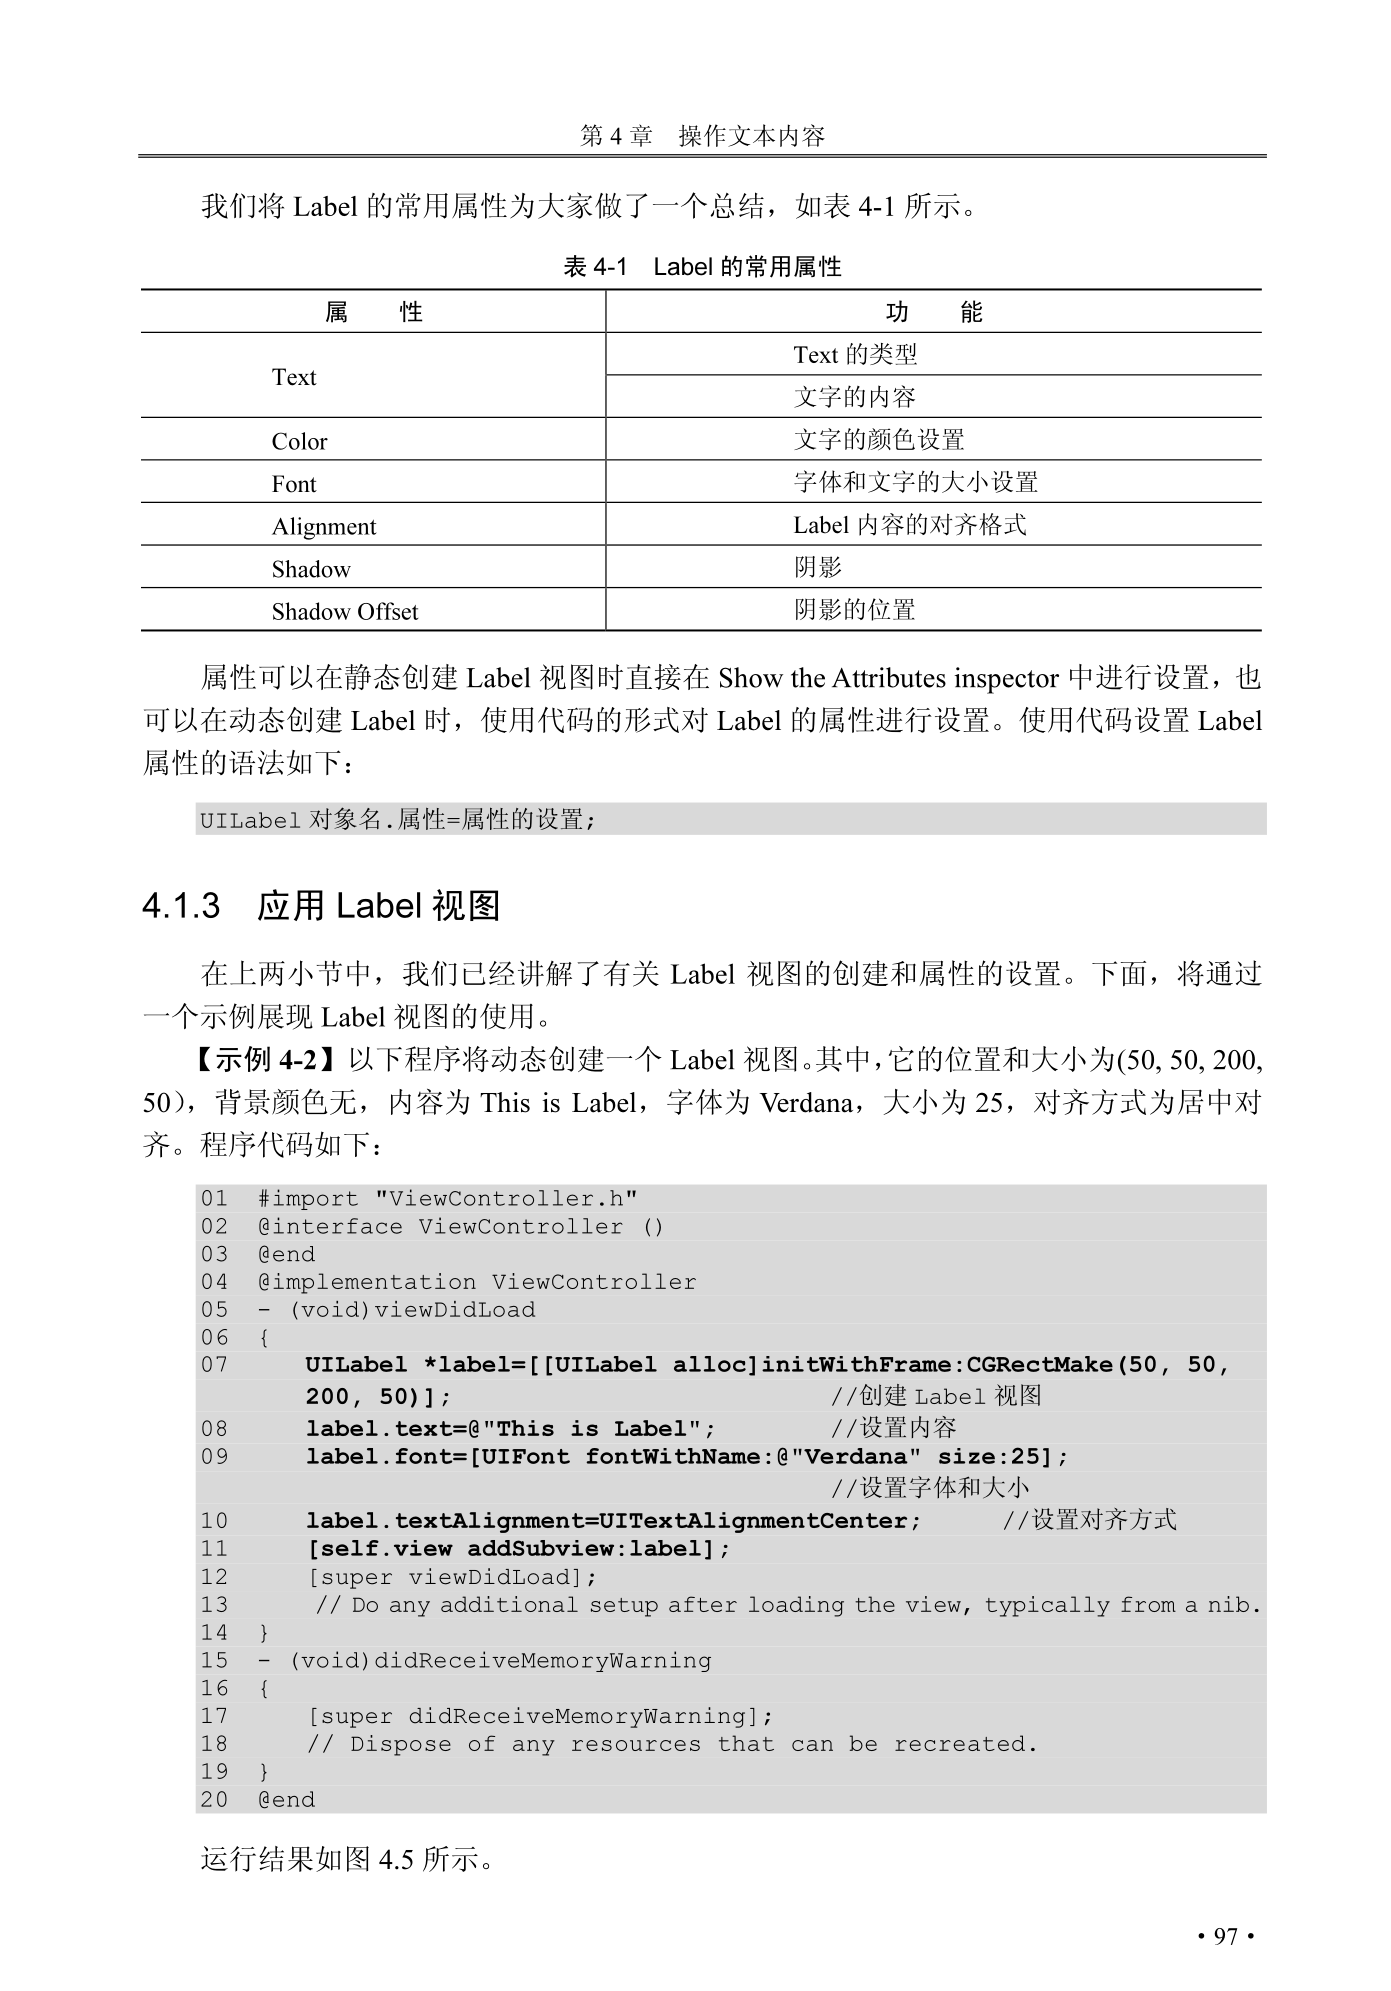 第 4 章　操作文本内容
我们将 Label 的常用属性为大家做了一个总结，如表 4-1 所示。
表 4-1　Label 的常用属性
属　　性　　功　　能
Text　　Text 的类型
文字的内容
Color　　文字的颜色设置
Font　　字体和文字的大小设置
Alignment　　Label 内容的对齐格式
Shadow　　阴影
Shadow Offset　　阴影的位置
属性可以在静态创建 Label 视图时直接在 Show the Attributes inspector 中进行设置，也
可以在动态创建 Label 时，使用代码的形式对 Label 的属性进行设置。使用代码设置 Label
属性的语法如下：
UILabel 对象名.属性=属性的设置;
4.1.3　应用 Label 视图
在上两小节中，我们已经讲解了有关 Label 视图的创建和属性的设置。下面，将通过
一个示例展现 Label 视图的使用。
【示例 4-2】以下程序将动态创建一个 Label 视图。其中，它的位置和大小为(50, 50, 200,
50)，背景颜色无，内容为 This is Label，字体为 Verdana，大小为 25，对齐方式为居中对
齐。程序代码如下：
01  #import "ViewController.h"
02  @interface ViewController ()
03  @end
04  @implementation ViewController
05  - (void)viewDidLoad
06  {
07     UILabel *label=[[UILabel alloc]initWithFrame:CGRectMake(50, 50,
200, 50)];　　//创建 Label 视图
08     label.text=@"This is Label";　　//设置内容
09     label.font=[UIFont fontWithName:@"Verdana" size:25];
//设置字体和大小
10     label.textAlignment=UITextAlignmentCenter;　　//设置对齐方式
11     [self.view addSubview:label];
12     [super viewDidLoad];
13     // Do any additional setup after loading the view, typically from a nib.
14  }
15  - (void)didReceiveMemoryWarning
16  {
17     [super didReceiveMemoryWarning];
18     // Dispose of any resources that can be recreated.
19  }
20  @end
运行结果如图 4.5 所示。
• 97 •